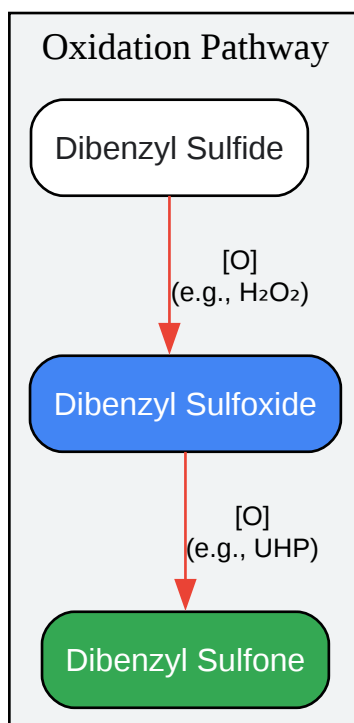 Oxidation Pathway
Dibenzyl Sulfide
[O]
(e.g., H₂O₂)
Dibenzyl Sulfoxide
[O]
(e.g., UHP)
Dibenzyl Sulfone